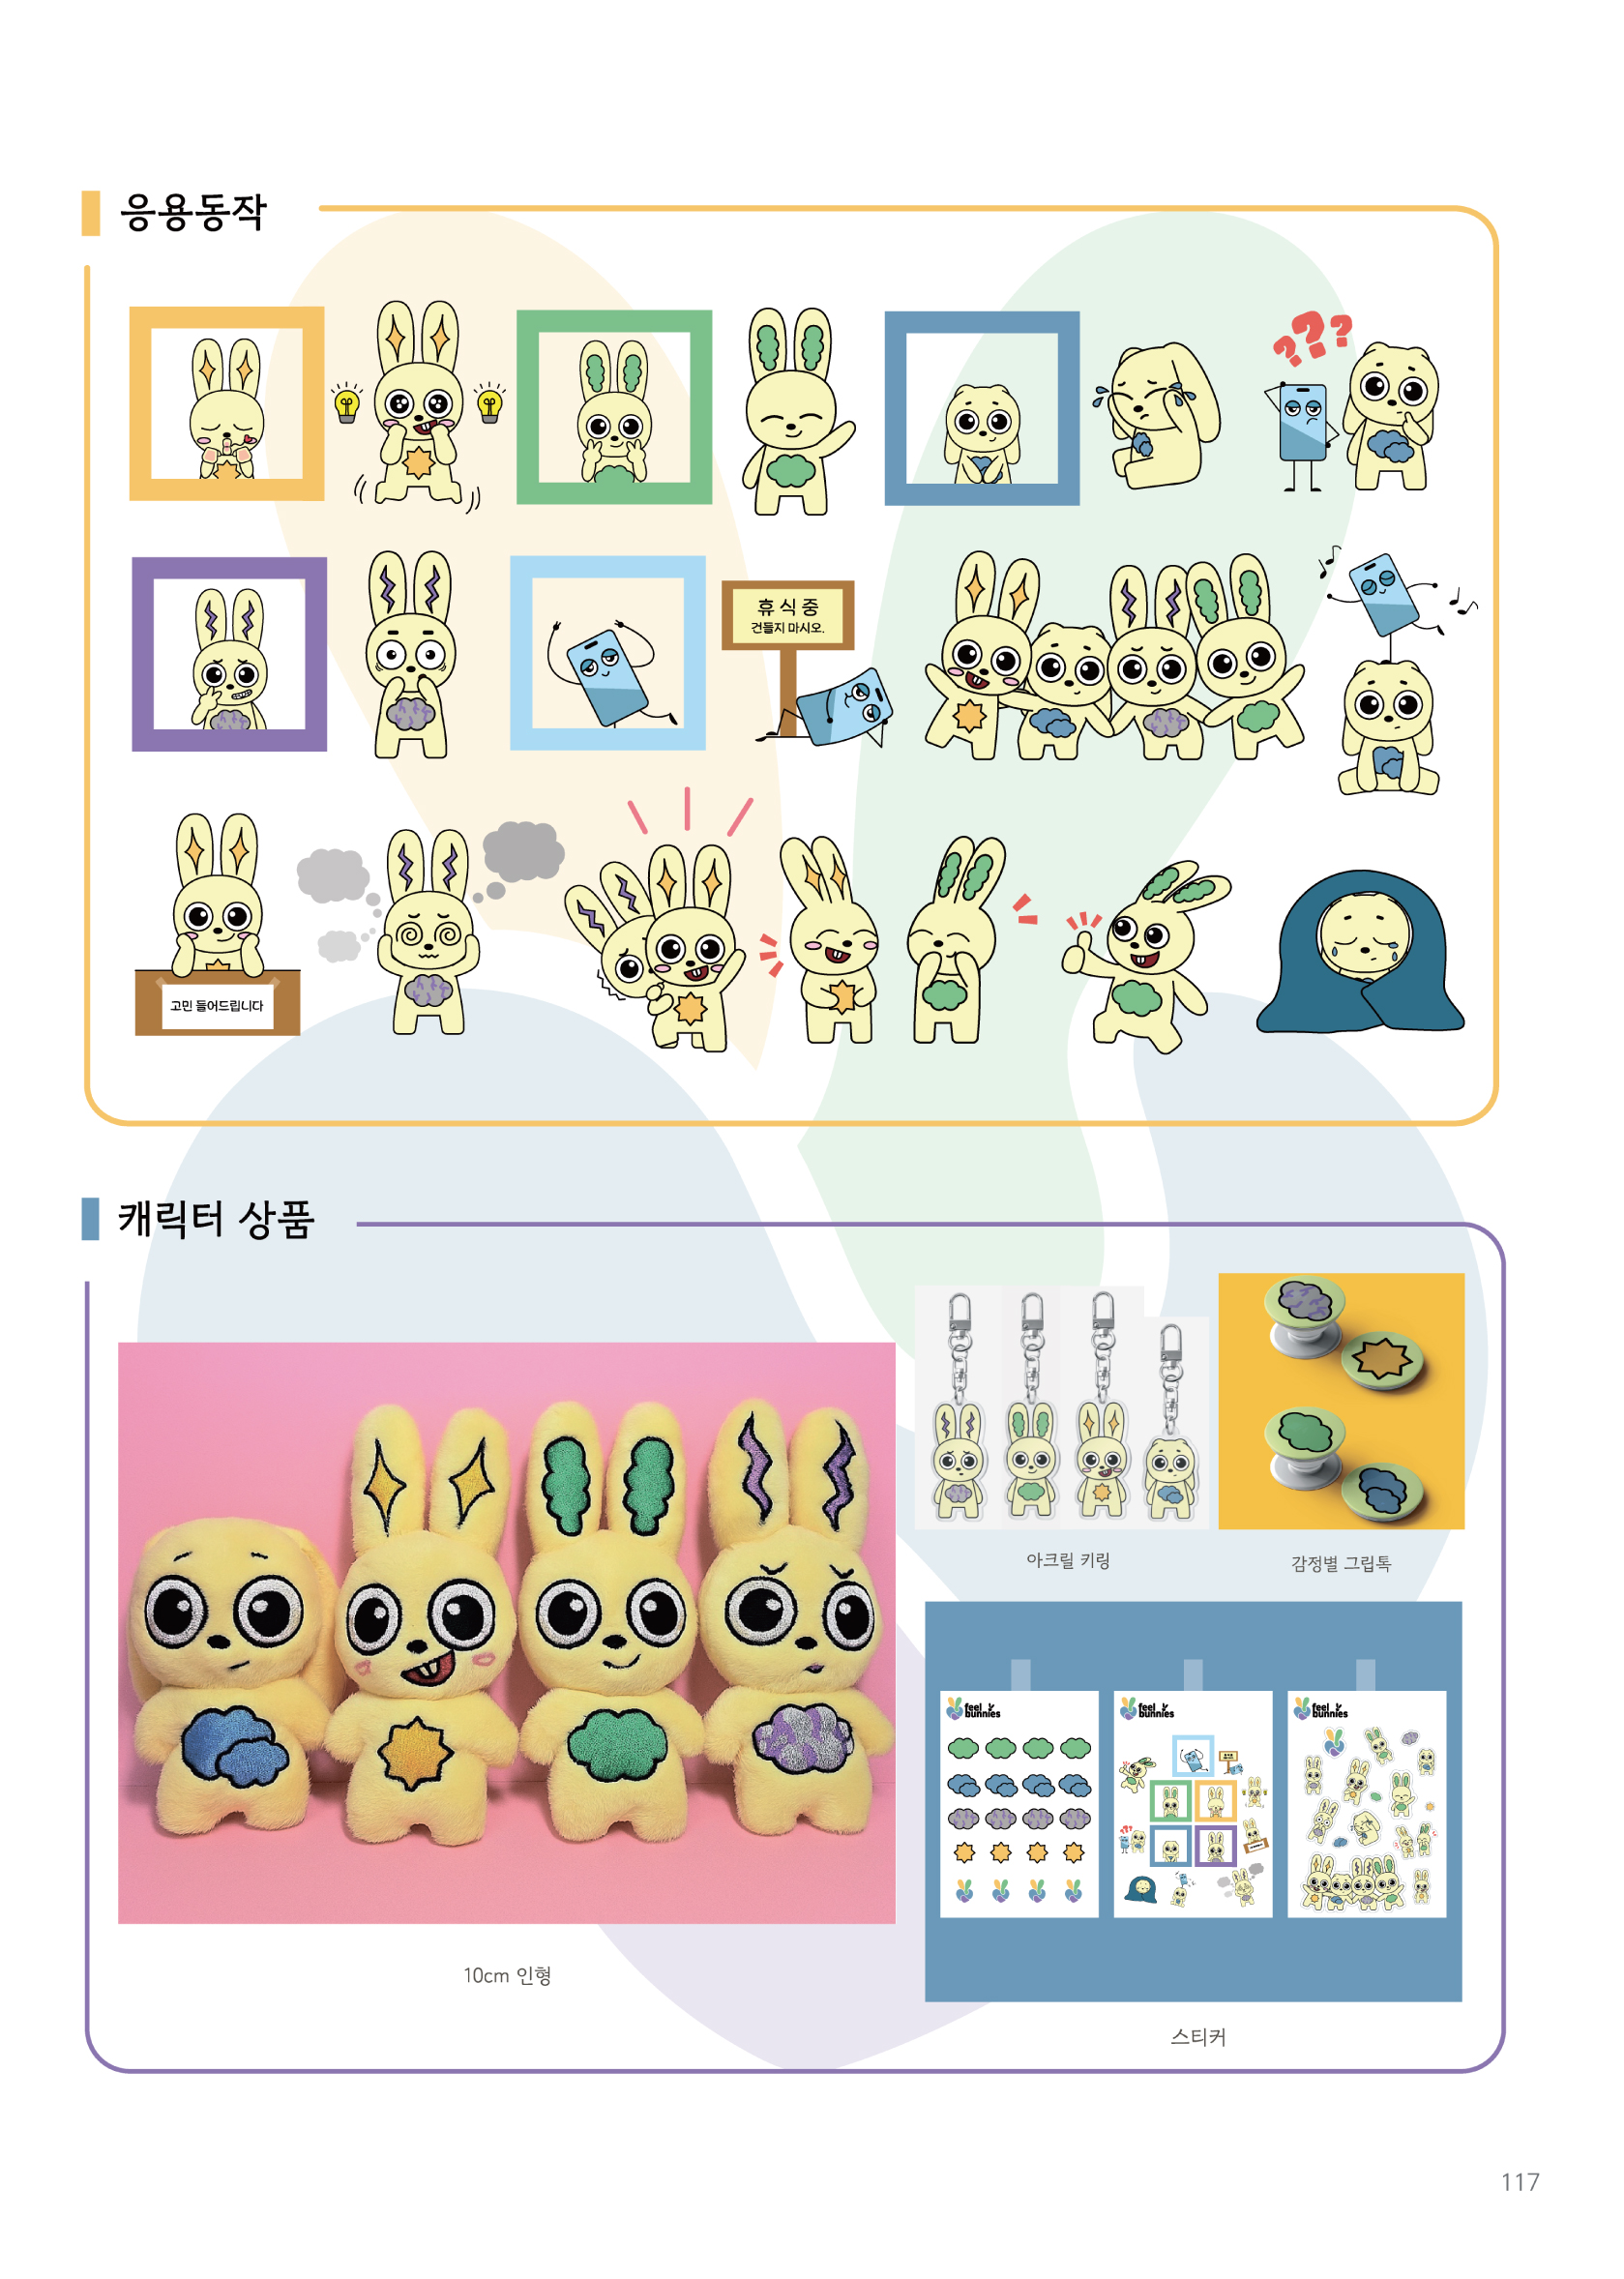 응용동작
???
휴 식 중
건들지 마시오.
고민 들어드립니다
캐릭터 상품
아크릴 키링
감정별 그립톡
feel
bunnies
feel
bunnies
feel
bunnies
10cm 인형
스티커
117